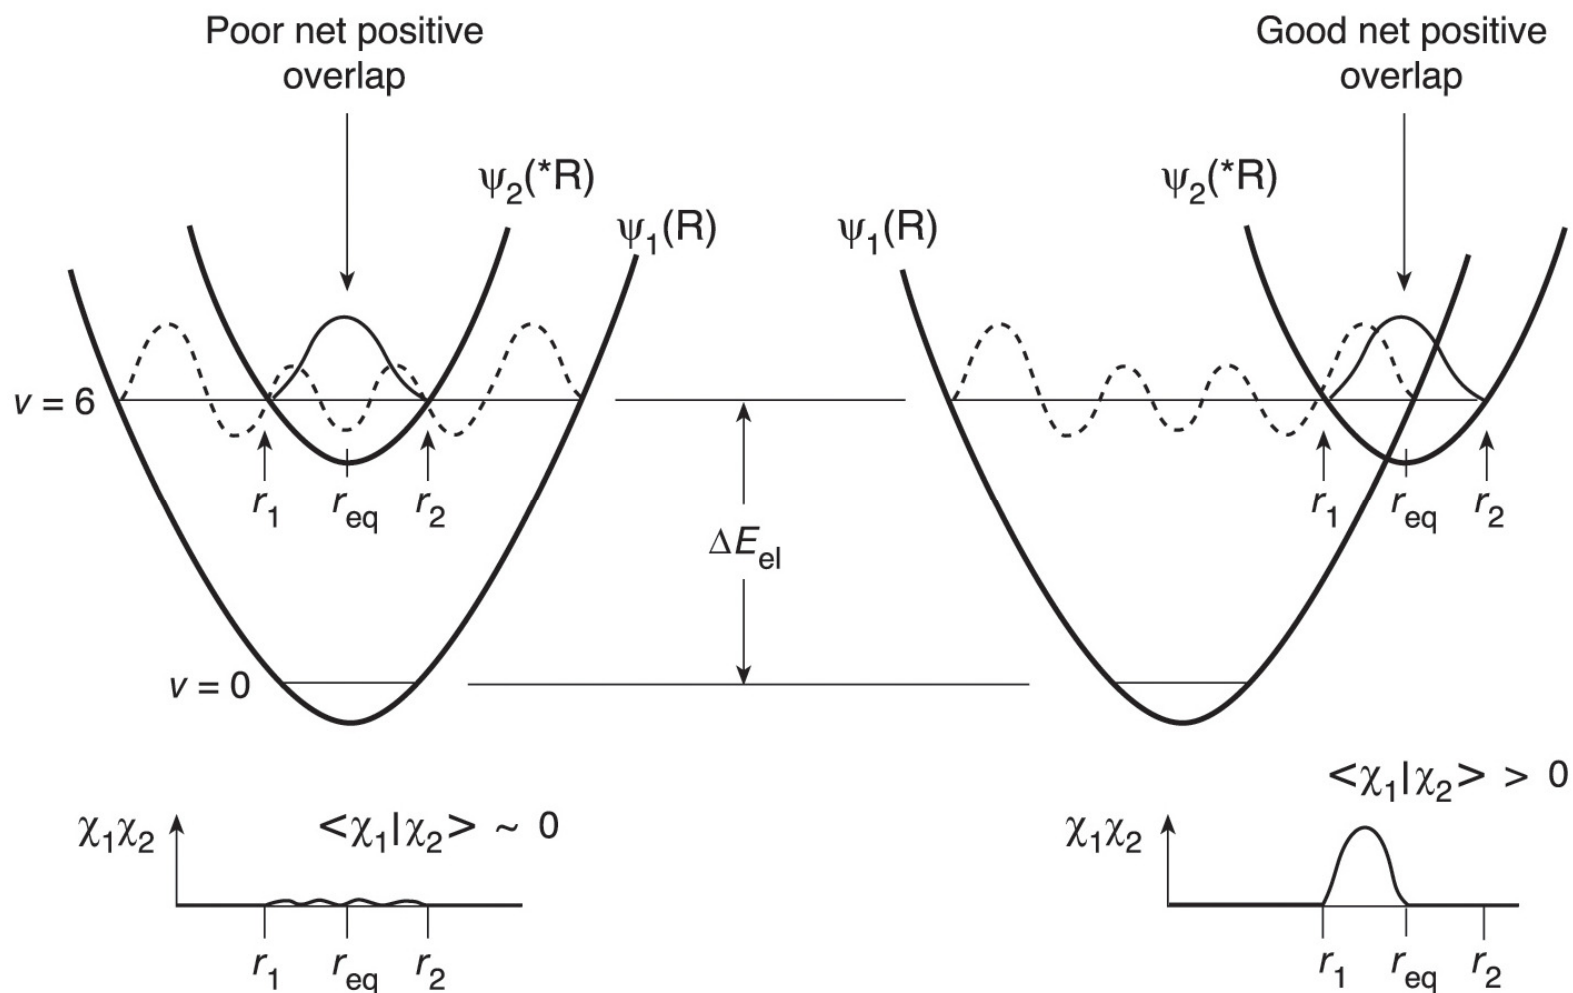 Poor net positive
overlap
Good net positive
overlap
ψ2(*R)
ψ1(R)
ψ1(R)
ψ2(*R)
v = 6
r1
req
r2
r1
req
r2
ΔEel
v = 0
<χ1|χ2> ~ 0
χ1χ2
r1
req
r2
<χ1|χ2> > 0
χ1χ2
r1
req
r2